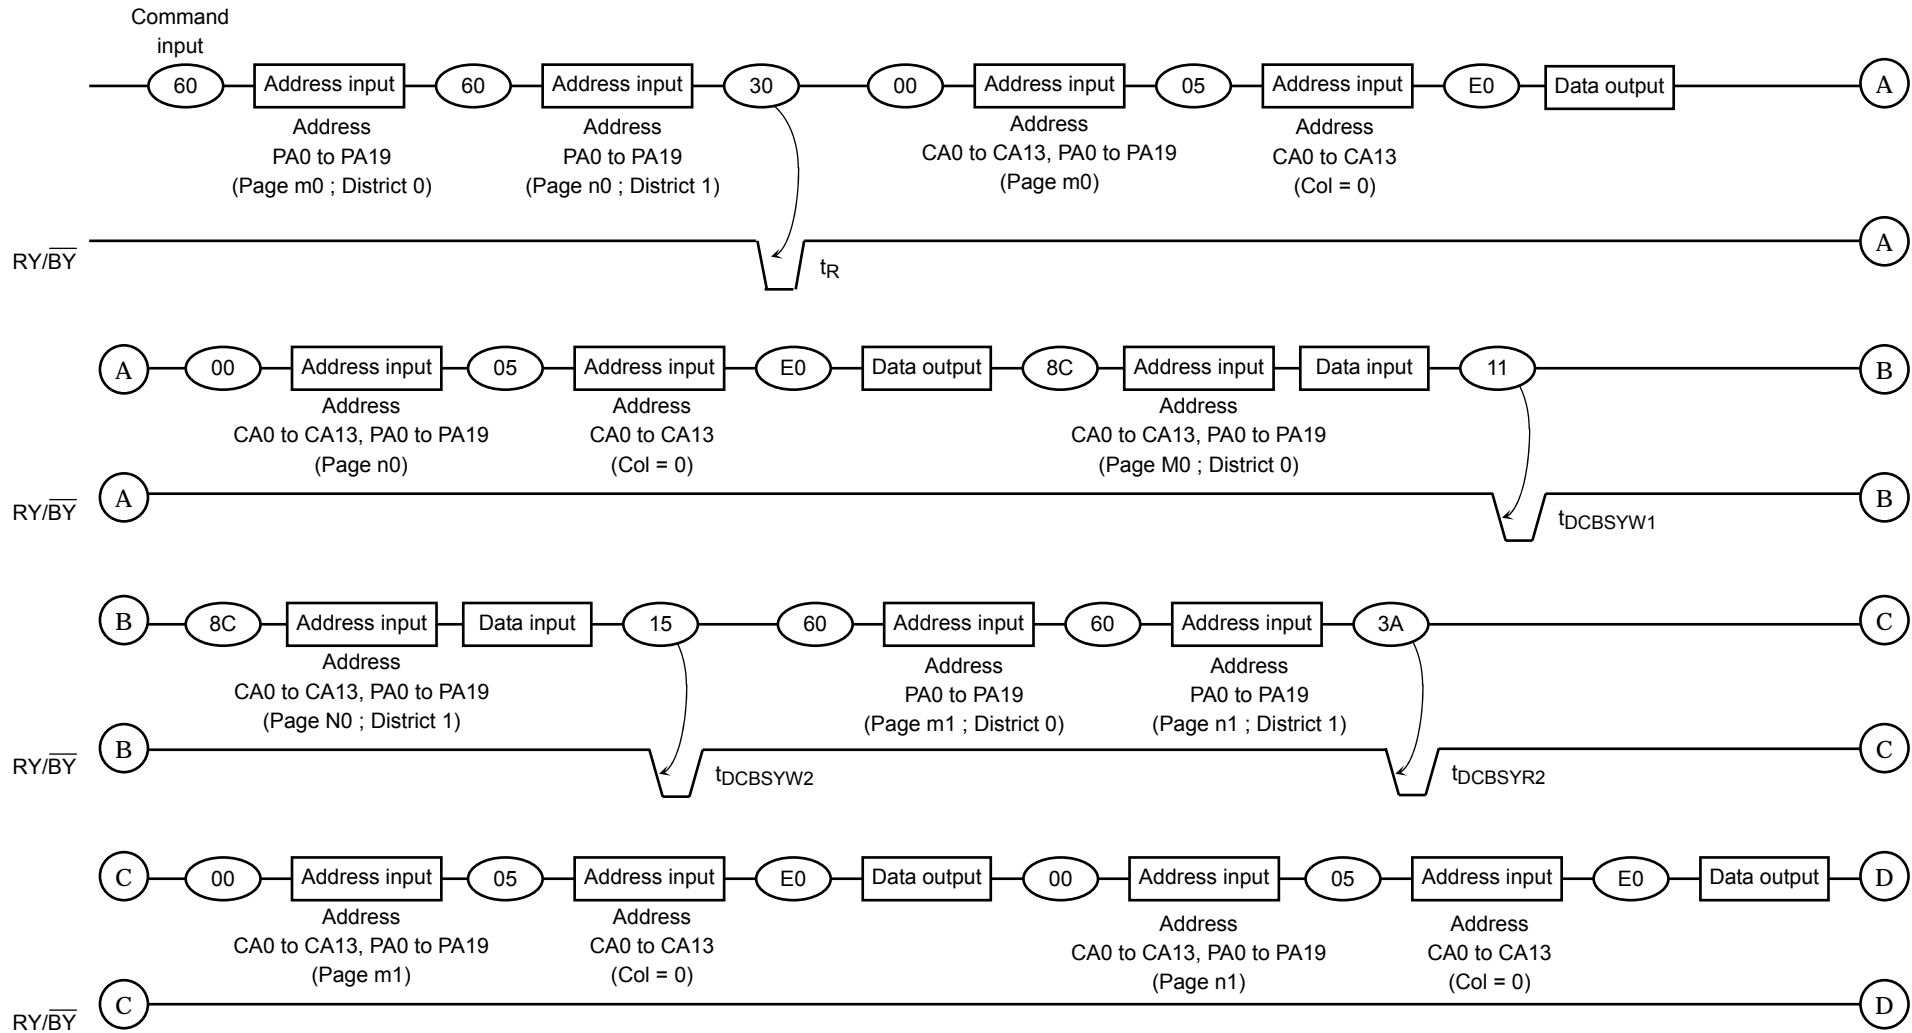 Command
input
60 Address input 60 Address input 30 00 Address input 05 Address input E0 Data output A
Address
PA0 to PA19
(Page m0 ; District 0)
Address
PA0 to PA19
(Page n0 ; District 1)
Address
CA0 to CA13, PA0 to PA19
(Page m0)
Address
CA0 to CA13
(Col = 0)
RY/BY tR A
A 00 Address input 05 Address input E0 Data output 8C Address input Data input 11 B
Address
CA0 to CA13, PA0 to PA19
(Page n0)
Address
CA0 to CA13
(Col = 0)
Address
CA0 to CA13, PA0 to PA19
(Page M0 ; District 0)
RY/BY A tDCBSYW1 B
B 8C Address input Data input 15 60 Address input 60 Address input 3A C
Address
CA0 to CA13, PA0 to PA19
(Page N0 ; District 1)
Address
PA0 to PA19
(Page m1 ; District 0)
Address
PA0 to PA19
(Page n1 ; District 1)
RY/BY B tDCBSYW2 tDCBSYR2 C
C 00 Address input 05 Address input E0 Data output 00 Address input 05 Address input E0 Data output D
Address
CA0 to CA13, PA0 to PA19
(Page m1)
Address
CA0 to CA13
(Col = 0)
Address
CA0 to CA13, PA0 to PA19
(Page n1)
Address
CA0 to CA13
(Col = 0)
RY/BY C D